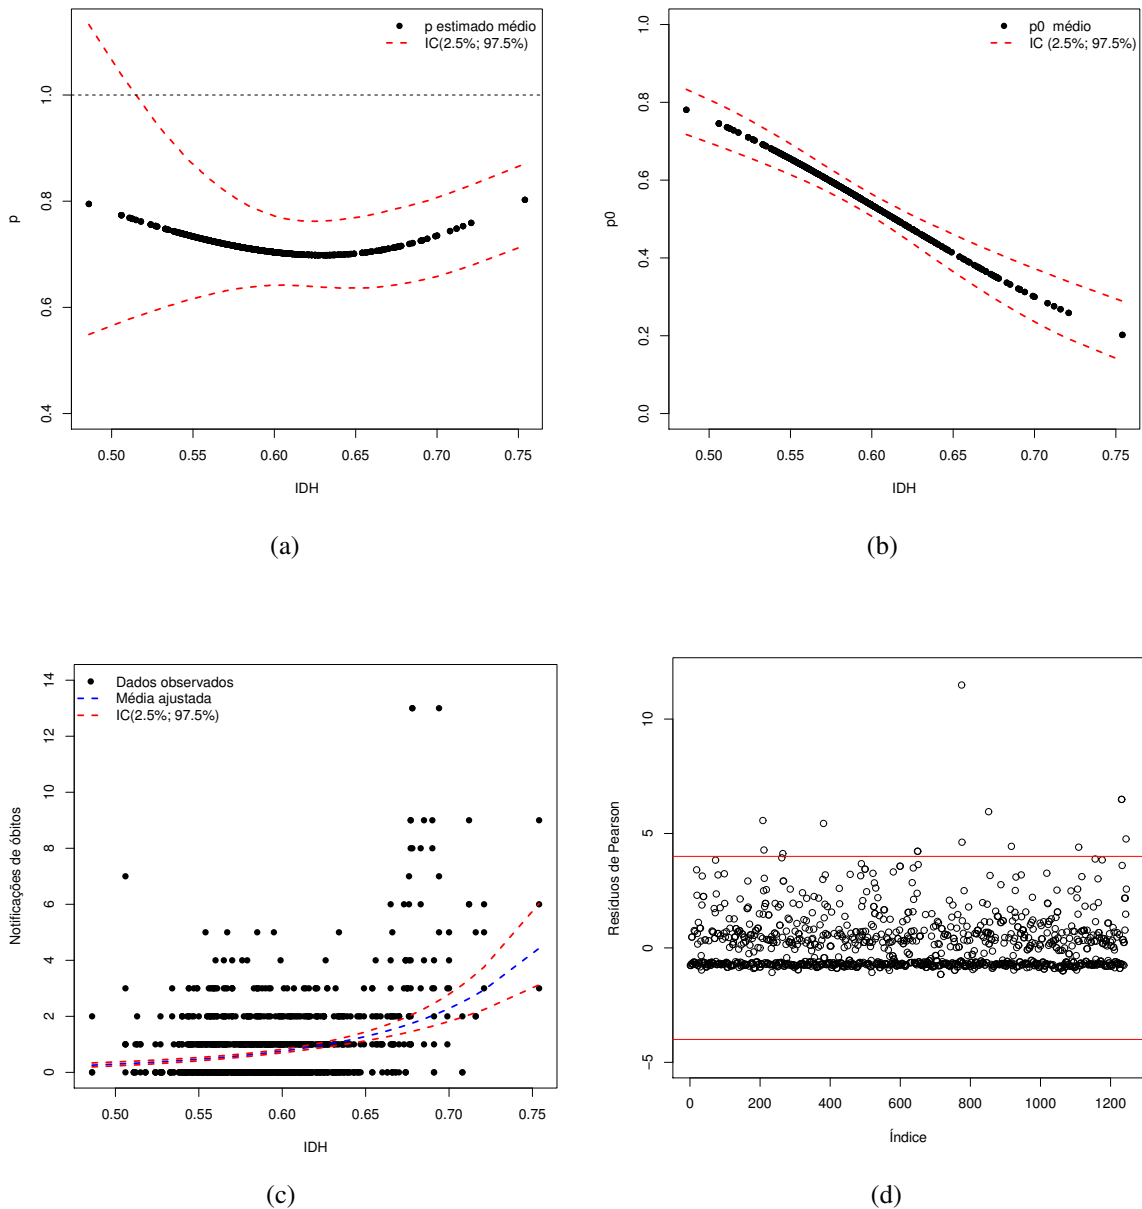 p estimado médio
IC(2.5%; 97.5%)
p
0.4
0.6
0.8
1.0
0.50
0.55
0.60
0.65
0.70
0.75
IDH
(a)
p0 médio
IC (2.5%; 97.5%)
p0
0.0
0.2
0.4
0.6
0.8
1.0
0.50
0.55
0.60
0.65
0.70
0.75
IDH
(b)
Dados observados
Média ajustada
IC(2.5%; 97.5%)
Notificações de óbitos
0
2
4
6
8
10
12
14
0.50
0.55
0.60
0.65
0.70
0.75
IDH
(c)
Resíduos de Pearson
−5
0
5
10
0
200
400
600
800
1000
1200
Índice
(d)